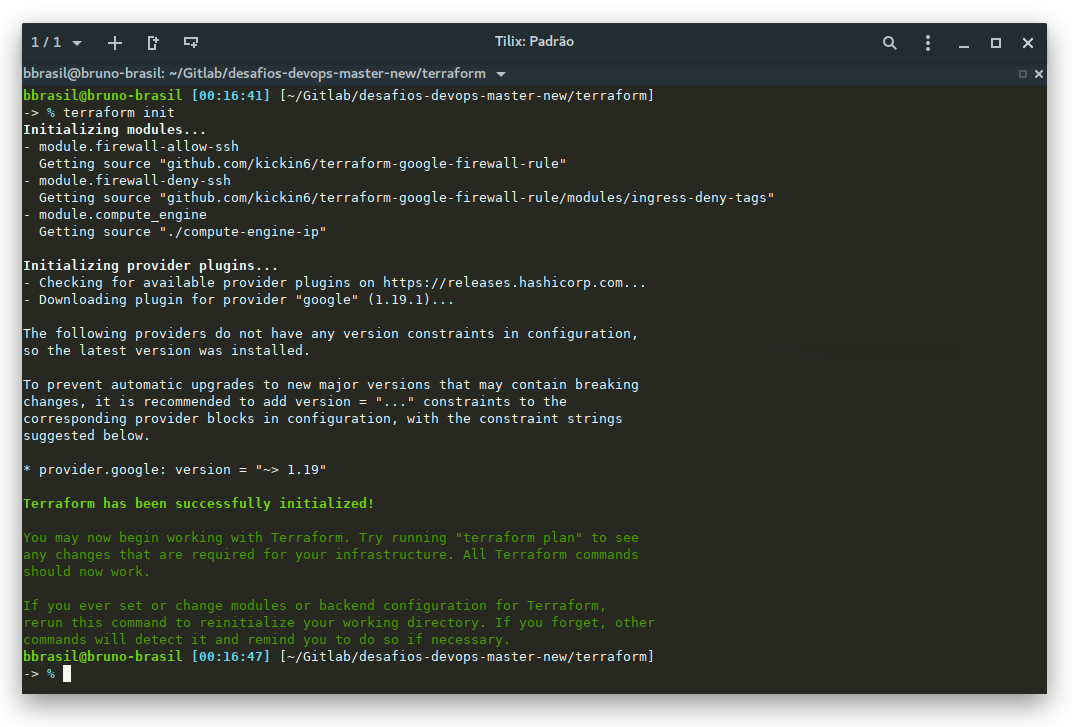 1 / 1
Tilix: Padrão
bbrasil@bruno-brasil: ~/Gitlab/desafios-devops-master-new/terraform
bbrasil@bruno-brasil [00:16:41] [~/Gitlab/desafios-devops-master-new/terraform]
-> % terraform init
Initializing modules...
- module.firewall-allow-ssh
  Getting source "github.com/kickin6/terraform-google-firewall-rule"
- module.firewall-deny-ssh
  Getting source "github.com/kickin6/terraform-google-firewall-rule/modules/ingress-deny-tags"
- module.compute_engine
  Getting source "./compute-engine-ip"

Initializing provider plugins...
- Checking for available provider plugins on https://releases.hashicorp.com...
- Downloading plugin for provider "google" (1.19.1)...

The following providers do not have any version constraints in configuration,
so the latest version was installed.

To prevent automatic upgrades to new major versions that may contain breaking
changes, it is recommended to add version = "..." constraints to the
corresponding provider blocks in configuration, with the constraint strings
suggested below.

* provider.google: version = "~> 1.19"

Terraform has been successfully initialized!

You may now begin working with Terraform. Try running "terraform plan" to see
any changes that are required for your infrastructure. All Terraform commands
should now work.

If you ever set or change modules or backend configuration for Terraform,
rerun this command to reinitialize your working directory. If you forget, other
commands will detect it and remind you to do so if necessary.
bbrasil@bruno-brasil [00:16:47] [~/Gitlab/desafios-devops-master-new/terraform]
-> %